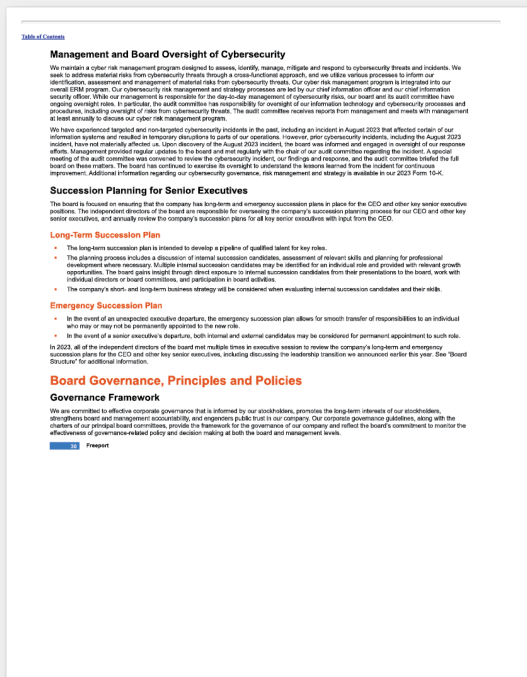 Table of Contents
Management and Board Oversight of Cybersecurity
We maintain a cyber risk management program designed to assess, identify, manage, mitigate and respond to cybersecurity threats and incidents. We
seek to address material risks from cybersecurity threats through a cross-functional approach, and we utilize various processes to inform our
identification, assessment and management of material risks from cybersecurity threats. Our cyber risk management program is integrated into our
overall ERM program. Our cybersecurity risk management and strategy processes are led by our chief information officer and our chief information
security officer. While our management is responsible for the day-to-day management of cybersecurity risks, our board and its audit committee have
ongoing oversight roles. In particular, the audit committee has responsibility for oversight of our information technology and cybersecurity processes and
procedures, including oversight of risks from cybersecurity threats. The audit committee receives reports from management and meets with management
at least annually to discuss our cyber risk management program.
We have experienced targeted and non-targeted cybersecurity incidents in the past, including an incident in August 2023 that affected certain of our
information systems and resulted in temporary disruptions to parts of our operations. However, prior cybersecurity incidents, including the August 2023
incident, have not materially affected us. Upon discovery of the August 2023 incident, the board was informed and engaged in oversight of our response
efforts. Management provided regular updates to the board and met regularly with the chair of our audit committee regarding the incident. A special
meeting of the audit committee was convened to review the cybersecurity incident, our findings and response, and the audit committee briefed the full
board on these matters. The board has continued to exercise its oversight to understand the lessons learned from the incident for continuous
improvement. Additional information regarding our cybersecurity governance, risk management and strategy is available in our 2023 Form 10-K.
Succession Planning for Senior Executives
The board is focused on ensuring that the company has long-term and emergency succession plans in place for the CEO and other key senior executive
positions. The independent directors of the board are responsible for overseeing the company's succession planning process for our CEO and other key
senior executives, and annually review the company's succession plans for all key senior executives with input from the CEO.
Long-Term Succession Plan
• The long-term succession plan is intended to develop a pipeline of qualified talent for key roles.
• The planning process includes a discussion of internal succession candidates, assessment of relevant skills and planning for professional
development where necessary. Multiple internal succession candidates may be identified for an individual role and provided with relevant growth
opportunities. The board gains insight through direct exposure to internal succession candidates from their presentations to the board, work with
individual directors or board committees, and participation in board activities.
• The company's short- and long-term business strategy will be considered when evaluating internal succession candidates and their skills.
Emergency Succession Plan
• In the event of an unexpected executive departure, the emergency succession plan allows for smooth transfer of responsibilities to an individual
who may or may not be permanently appointed to the new role.
• In the event of a senior executive's departure, both internal and external candidates may be considered for permanent appointment to such role.
In 2023, all of the independent directors of the board met multiple times in executive session to review the company's long-term and emergency
succession plans for the CEO and other key senior executives, including discussing the leadership transition we announced earlier this year. See "Board
Structure" for additional information.
Board Governance, Principles and Policies
Governance Framework
We are committed to effective corporate governance that is informed by our stockholders, promotes the long-term interests of our stockholders,
strengthens board and management accountability, and engenders public trust in our company. Our corporate governance guidelines, along with the
charters of our principal board committees, provide the framework for the governance of our company and reflect the board's commitment to monitor the
effectiveness of governance-related policy and decision making at both the board and management levels.
36 Freeport